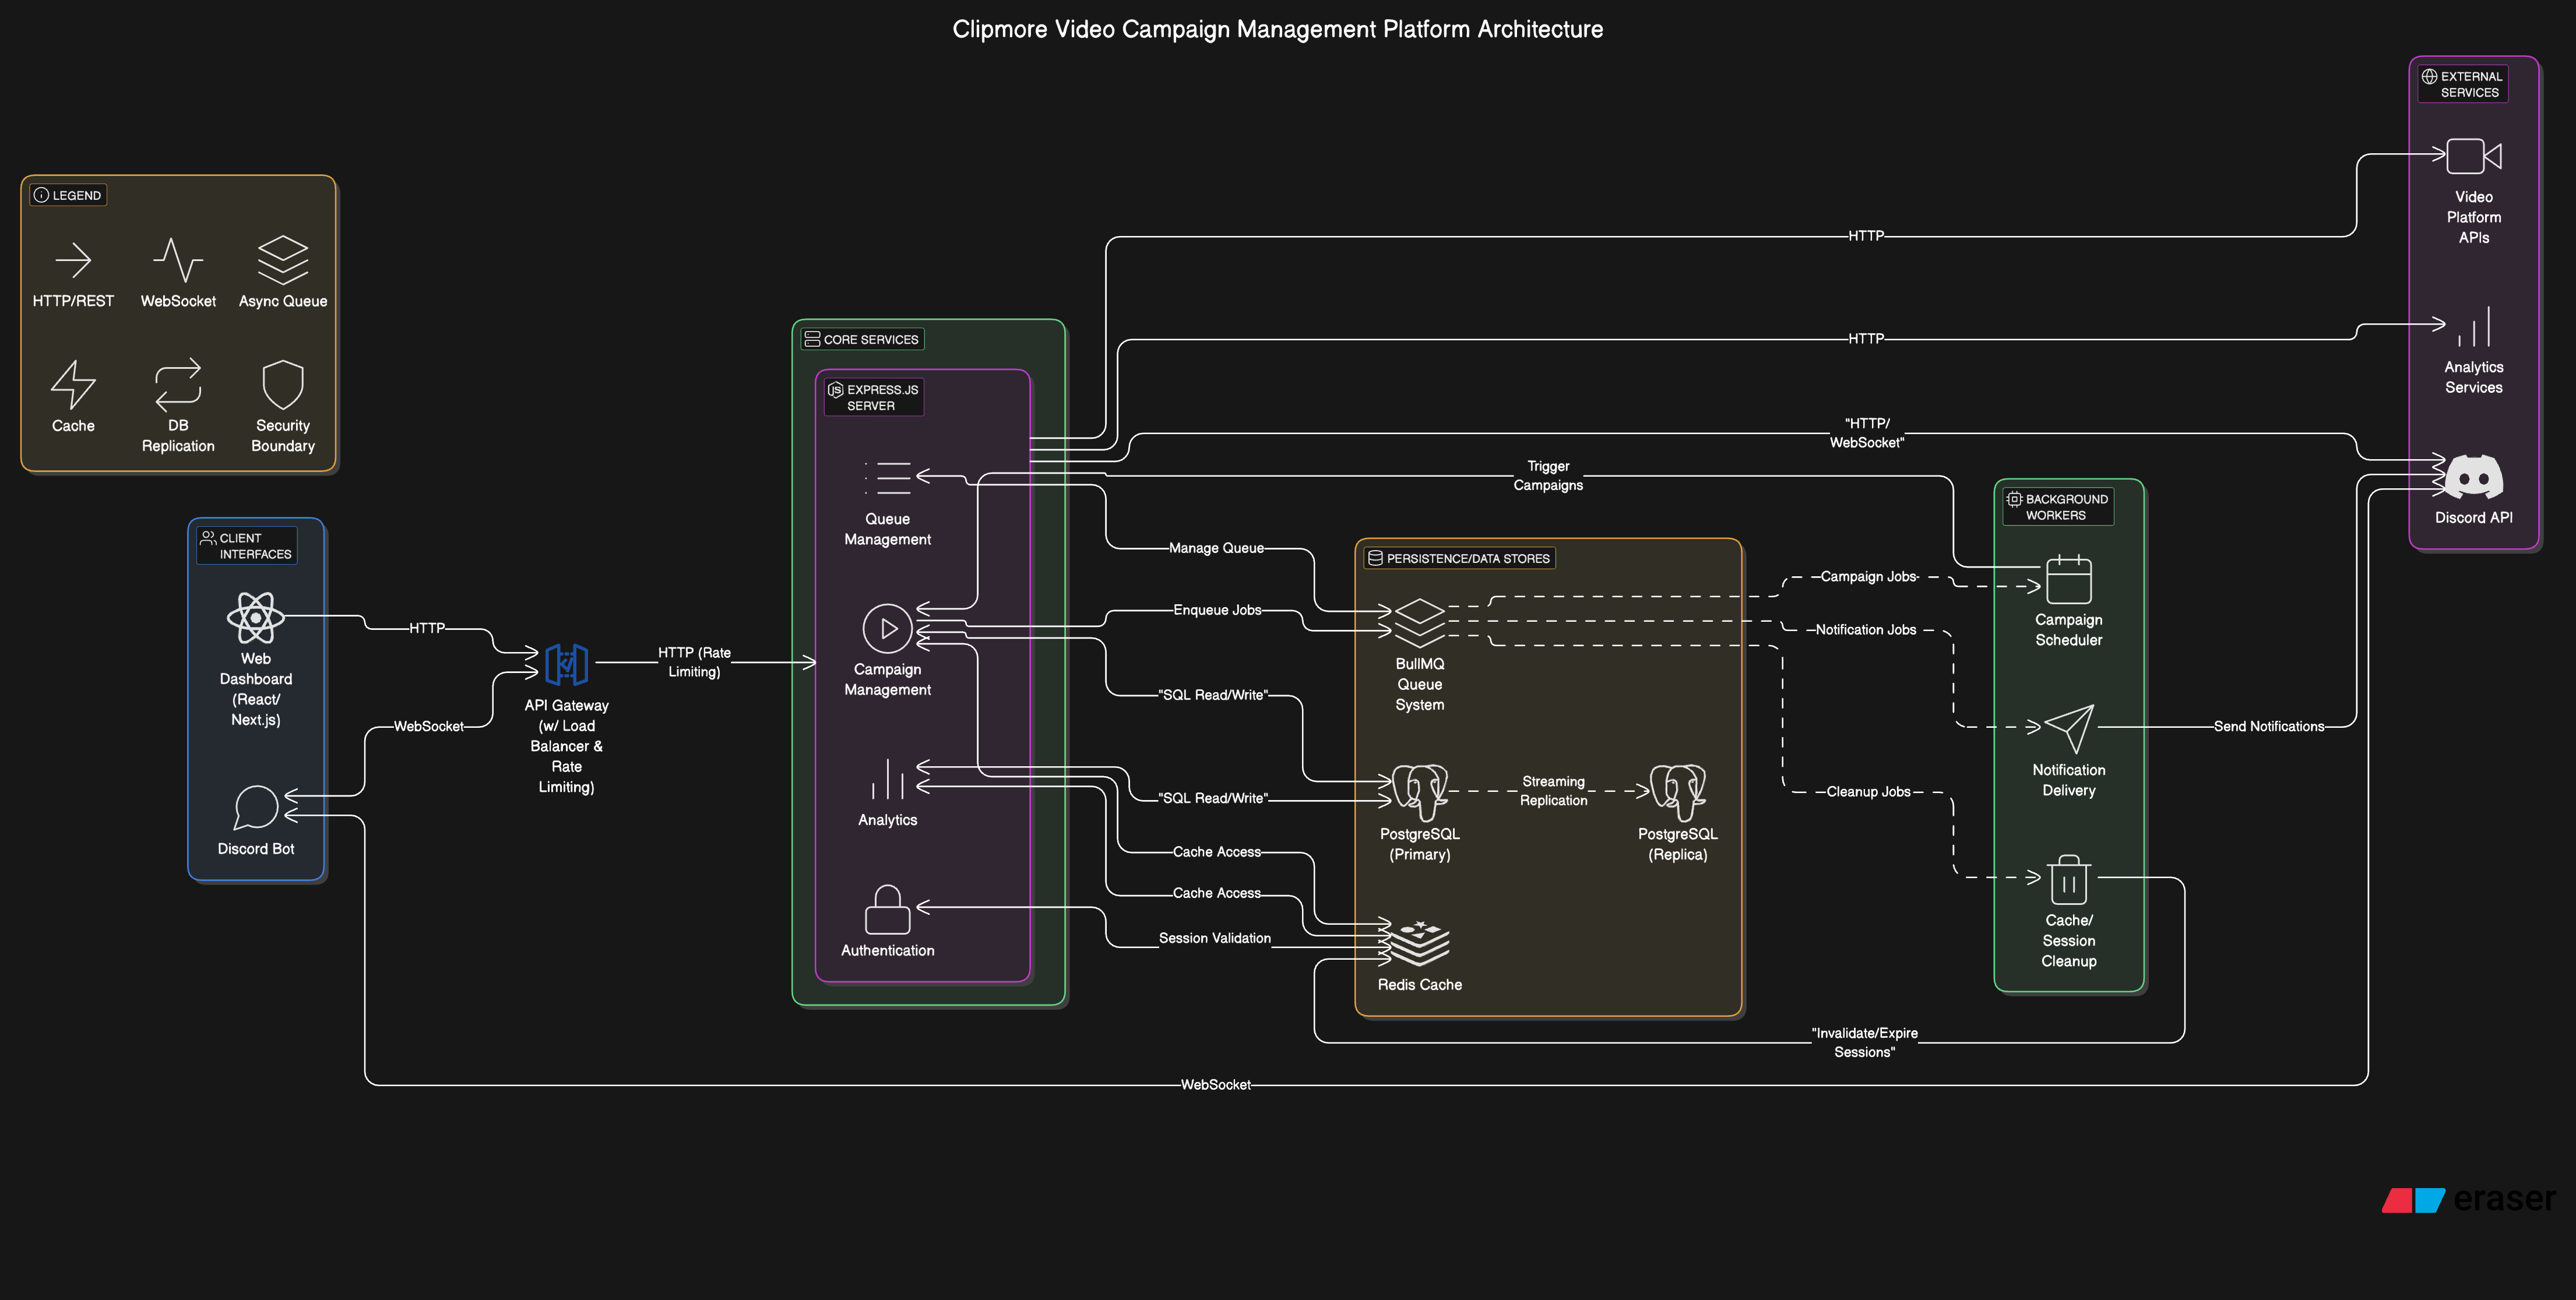 Clipmore Video Campaign Management Platform Architecture
LEGEND
HTTP/REST
WebSocket
Async Queue
Cache
DB
Replication
Security
Boundary
CLIENT
INTERFACES
Web
Dashboard
(React/
Next.js)
Discord Bot
HTTP
WebSocket
API Gateway
(w/ Load
Balancer &
Rate
Limiting)
HTTP (Rate
Limiting)
CORE SERVICES
EXPRESS.JS
SERVER
Queue
Management
Campaign
Management
Analytics
Authentication
HTTP
HTTP
"HTTP/
WebSocket"
Trigger
Campaigns
Manage Queue
Enqueue Jobs
"SQL Read/Write"
"SQL Read/Write"
Cache Access
Cache Access
Session Validation
PERSISTENCE/DATA STORES
BullMQ
Queue
System
PostgreSQL
(Primary)
Streaming
Replication
PostgreSQL
(Replica)
Redis Cache
Campaign Jobs
Notification Jobs
Cleanup Jobs
BACKGROUND
WORKERS
Campaign
Scheduler
Notification
Delivery
Cache/
Session
Cleanup
Send Notifications
"Invalidate/Expire
Sessions"
WebSocket
EXTERNAL
SERVICES
Video
Platform
APIs
Analytics
Services
Discord API
eraser